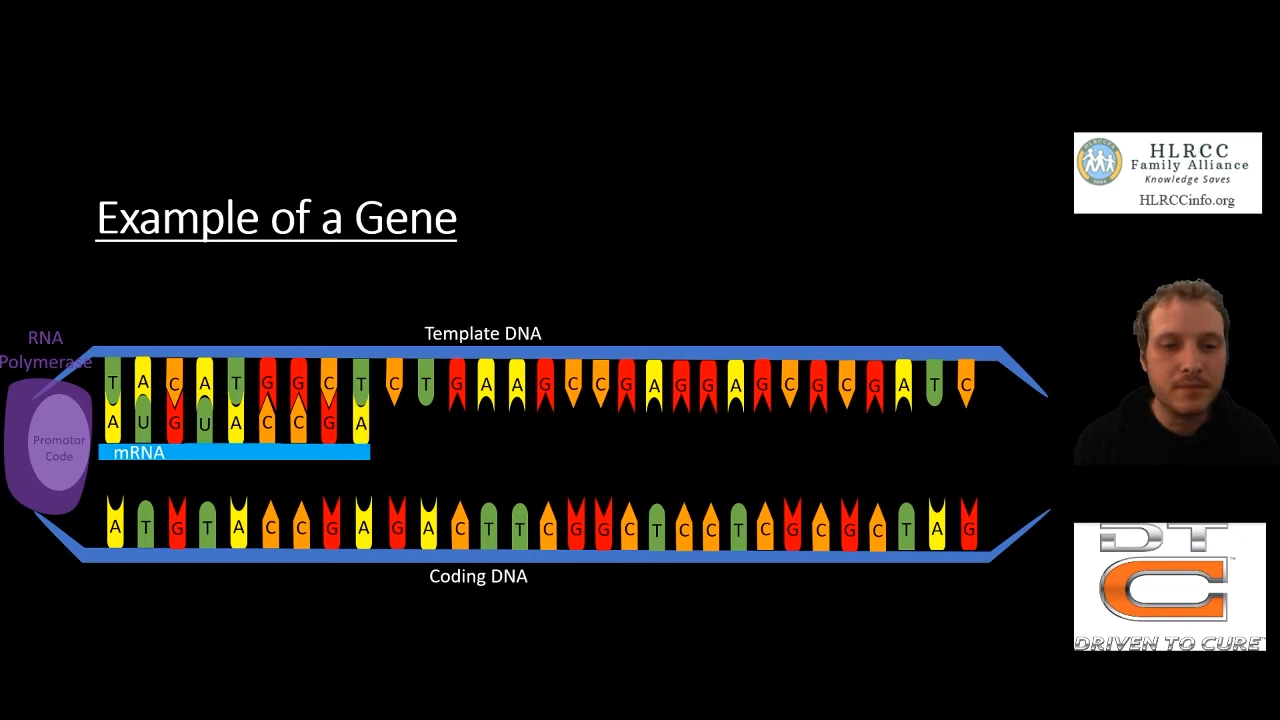 HLRCC
Family Alliance
Knowledge Saves
HLRCCinfo.org
Example of a Gene
RNA
Polymerase
Template DNA
T A C A T G G C T C T G A A G C C G A G G A G C G C G A T C
A U G U A C C G A
mRNA
Promotor
Code
A T G T A C C G A G A C T T C G G C T C C T C G C G C T A G
Coding DNA
DTC
DRIVEN TO CURE™